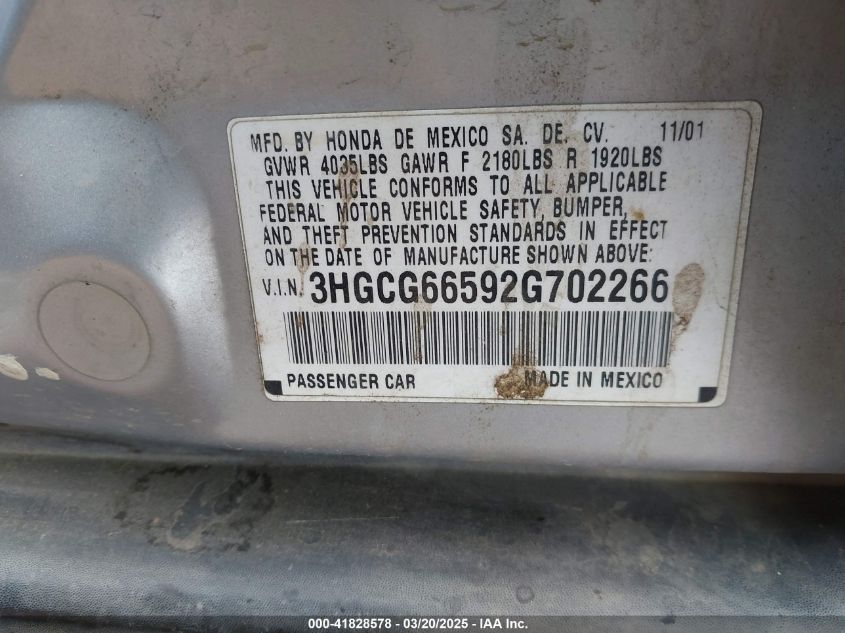 MFD. BY HONDA DE MEXICO SA. DE. CV. 11/01
GVWR 4035LBS GAWR F 2180LBS R 1920LBS
THIS VEHICLE CONFORMS TO ALL APPLICABLE
FEDERAL MOTOR VEHICLE SAFETY, BUMPER,
AND THEFT PREVENTION STANDARDS IN EFFECT
ON THE DATE OF MANUFACTURE SHOWN ABOVE:
V.I.N. 3HGCG66592G702266
PASSENGER CAR MADE IN MEXICO
000-41828578 - 03/20/2025 - IAA Inc.